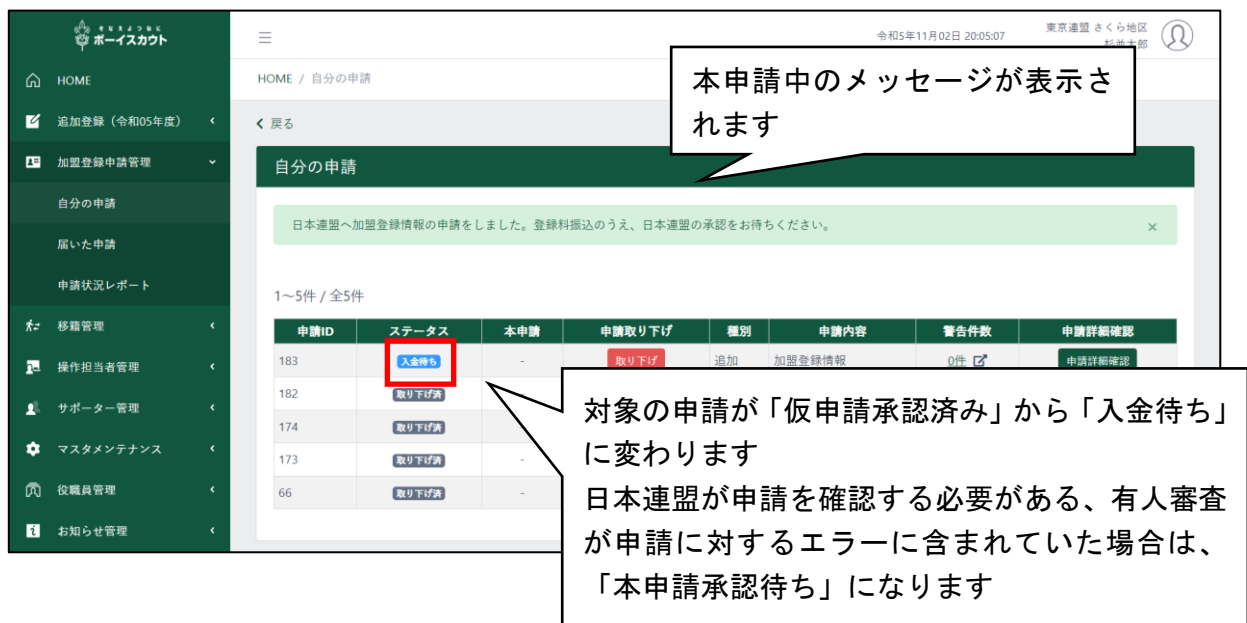 そなえよつねに
ボーイスカウト
令和5年11月02日 20:05:07
東京連盟 さくら地区
杉並太郎
HOME
追加登録（令和05年度）
加盟登録申請管理
自分の申請
届いた申請
申請状況レポート
移籍管理
操作担当者管理
サポーター管理
マスタメンテナンス
役職員管理
お知らせ管理
HOME / 自分の申請
戻る
本申請中のメッセージが表示さ
れます
自分の申請
日本連盟へ加盟登録情報の申請をしました。登録料振込のうえ、日本連盟の承認をお待ちください。 ×
1～5件 / 全5件
申請ID ステータス 本申請 申請取り下げ 種別 申請内容 警告件数 申請詳細確認
183 入金待ち - 取り下げ 追加 加盟登録情報 0件 申請詳細確認
182 取り下げ済 -
174 取り下げ済
173 取り下げ済 -
66 取り下げ済 -
対象の申請が「仮申請承認済み」から「入金待ち」
に変わります
日本連盟が申請を確認する必要がある、有人審査
が申請に対するエラーに含まれていた場合は、
「本申請承認待ち」になります